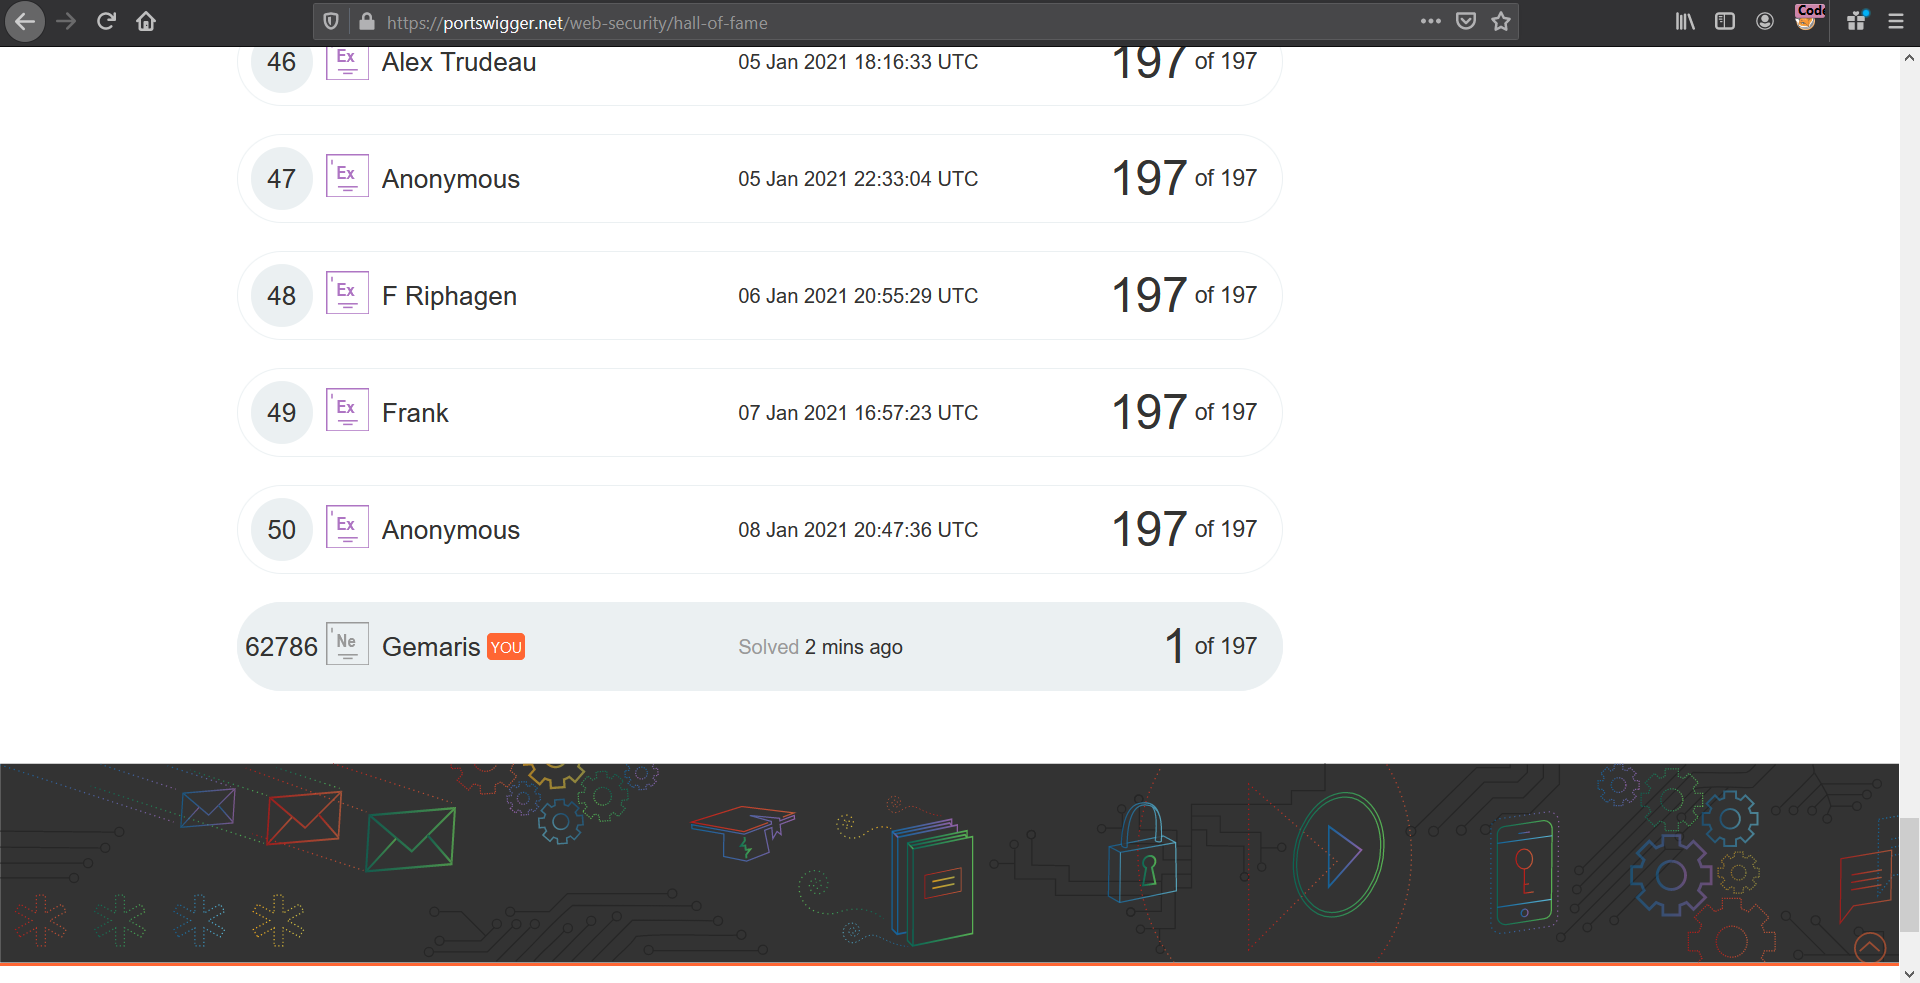 https://portswigger.net/web-security/hall-of-fame
Code
46 Ex Alex Trudeau 05 Jan 2021 18:16:33 UTC 197 of 197
47 Ex Anonymous 05 Jan 2021 22:33:04 UTC 197 of 197
48 Ex F Riphagen 06 Jan 2021 20:55:29 UTC 197 of 197
49 Ex Frank 07 Jan 2021 16:57:23 UTC 197 of 197
50 Ex Anonymous 08 Jan 2021 20:47:36 UTC 197 of 197
62786 Ne Gemaris YOU Solved 2 mins ago 1 of 197